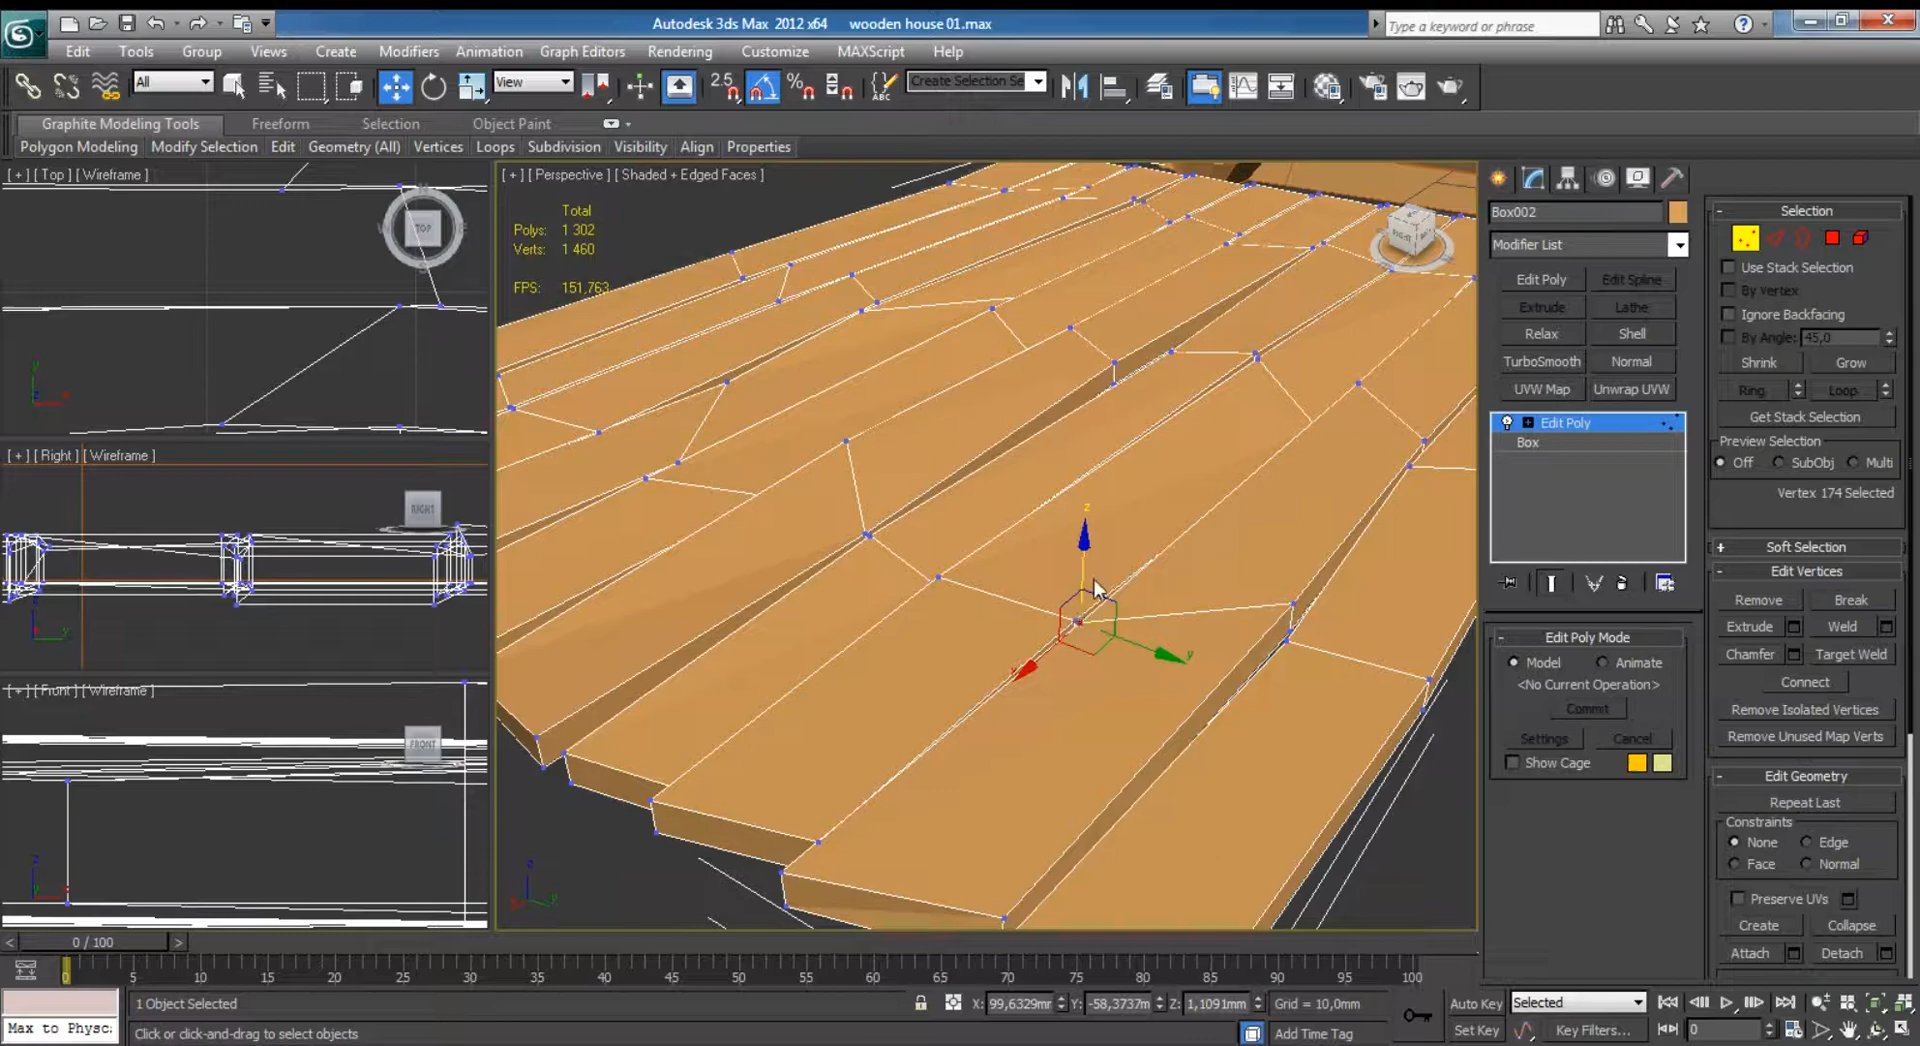 Autodesk 3ds Max 2012 x64 wooden house 01.max
Type a keyword or phrase
Edit Tools Group Views Create Modifiers Animation Graph Editors Rendering Customize MAXScript Help
All
View
2.5
%
ABC
Create Selection Se
Graphite Modeling Tools Freeform Selection Object Paint
Polygon Modeling Modify Selection Edit Geometry (All) Vertices Loops Subdivision Visibility Align Properties
[ + ] [ Top ] [ Wireframe ]
TOP
[ + ] [ Right ] [ Wireframe ]
RIGHT
[ + ] [ Front ] [ Wireframe ]
FRONT
[ + ] [ Perspective ] [ Shaded + Edged Faces ]
Total
Polys: 1 302
Verts: 1 460
FPS: 151,763
RIGHT
z
x
y
Box002
Modifier List
Edit Poly Edit Spline
Extrude Lathe
Relax Shell
TurboSmooth Normal
UVW Map Unwrap UVW
Edit Poly
Box
Edit Poly Mode
Model Animate
<No Current Operation>
Commit
Settings Cancel
Show Cage
Selection
Use Stack Selection
By Vertex
Ignore Backfacing
By Angle: 45,0
Shrink Grow
Ring Loop
Get Stack Selection
Preview Selection
Off SubObj Multi
Vertex 174 Selected
Soft Selection
Edit Vertices
Remove Break
Extrude Weld
Chamfer Target Weld
Connect
Remove Isolated Vertices
Remove Unused Map Verts
Edit Geometry
Repeat Last
Constraints
None Edge
Face Normal
Preserve UVs
Create Collapse
Attach Detach
< 0 / 100 >
0 5 10 15 20 25 30 35 40 45 50 55 60 65 70 75 80 85 90 95 100
1 Object Selected X: 99,6329mr Y: -58,3737m Z: 1,1091mm Grid = 10,0mm Auto Key Selected
Max to Physc: Click or click-and-drag to select objects Add Time Tag Set Key Key Filters... 0